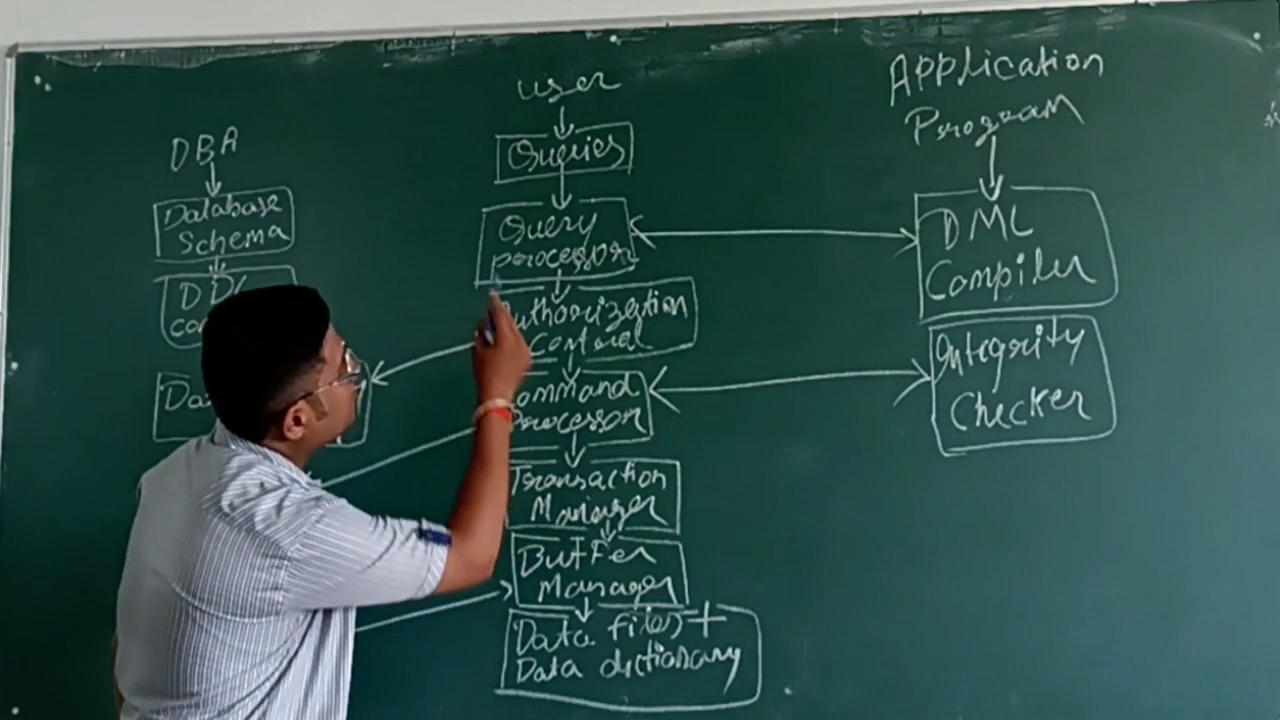 DBA
Database
Schema
DDL
user
Queries
Query
processor
Authorization
Control
Command
Processor
Transaction
Manager
Buffer
Manager
Data files +
Data dictionary
Application
Program
DML
Compiler
Integrity
Checker